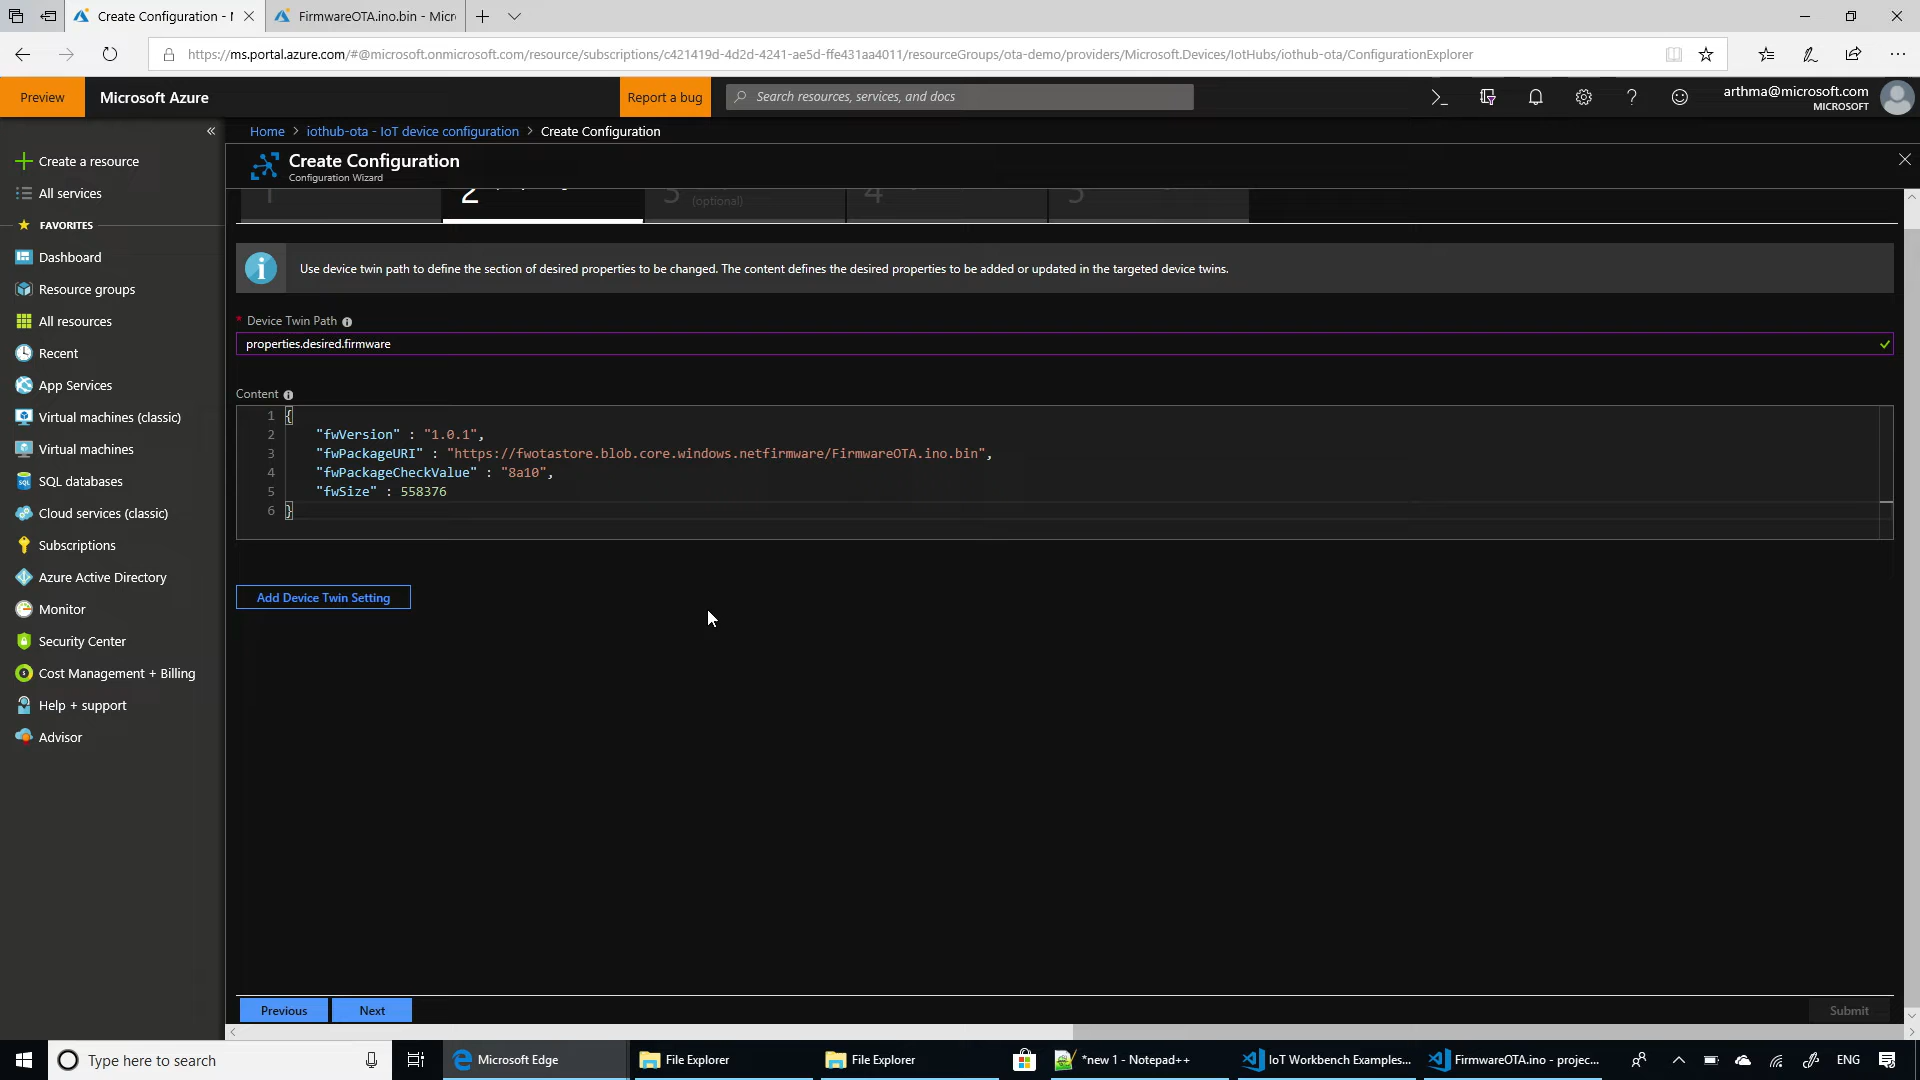 Create Configuration - M
FirmwareOTA.ino.bin - Micr
https://ms.portal.azure.com/#@microsoft.onmicrosoft.com/resource/subscriptions/c421419d-4d2d-4241-ae5d-ffe431aa4011/resourceGroups/ota-demo/providers/Microsoft.Devices/IotHubs/iothub-ota/ConfigurationExplorer
Preview
Microsoft Azure
Report a bug
Search resources, services, and docs
arthma@microsoft.com
MICROSOFT
Home > iothub-ota - IoT device configuration > Create Configuration
Create Configuration
Configuration Wizard
Create a resource
All services
FAVORITES
Dashboard
Resource groups
All resources
Recent
App Services
Virtual machines (classic)
Virtual machines
SQL databases
Cloud services (classic)
Subscriptions
Azure Active Directory
Monitor
Security Center
Cost Management + Billing
Help + support
Advisor
1
2
3
(optional)
4
5
Use device twin path to define the section of desired properties to be changed. The content defines the desired properties to be added or updated in the targeted device twins.
* Device Twin Path
properties.desired.firmware
Content
1 {
2 "fwVersion" : "1.0.1",
3 "fwPackageURI" : "https://fwotastore.blob.core.windows.netfirmware/FirmwareOTA.ino.bin",
4 "fwPackageCheckValue" : "8a10",
5 "fwSize" : 558376
6 }
Add Device Twin Setting
Previous
Next
Submit
Type here to search
Microsoft Edge
File Explorer
File Explorer
*new 1 - Notepad++
IoT Workbench Examples...
FirmwareOTA.ino - projec...
ENG